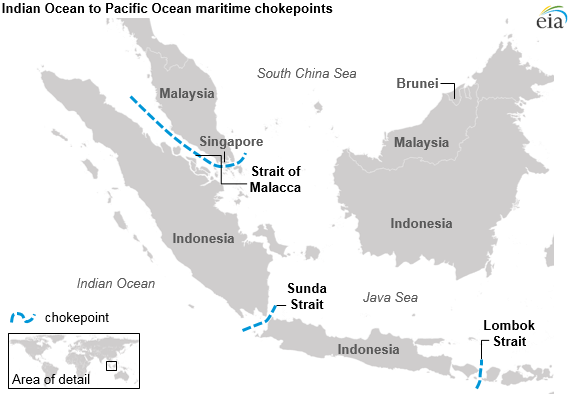 Indian Ocean to Pacific Ocean maritime chokepoints
eia
South China Sea
Brunei
Malaysia
Singapore
Malaysia
Strait of
Malacca
Indonesia
Indonesia
Indian Ocean
Sunda
Strait
Java Sea
chokepoint
Lombok
Strait
Indonesia
Area of detail